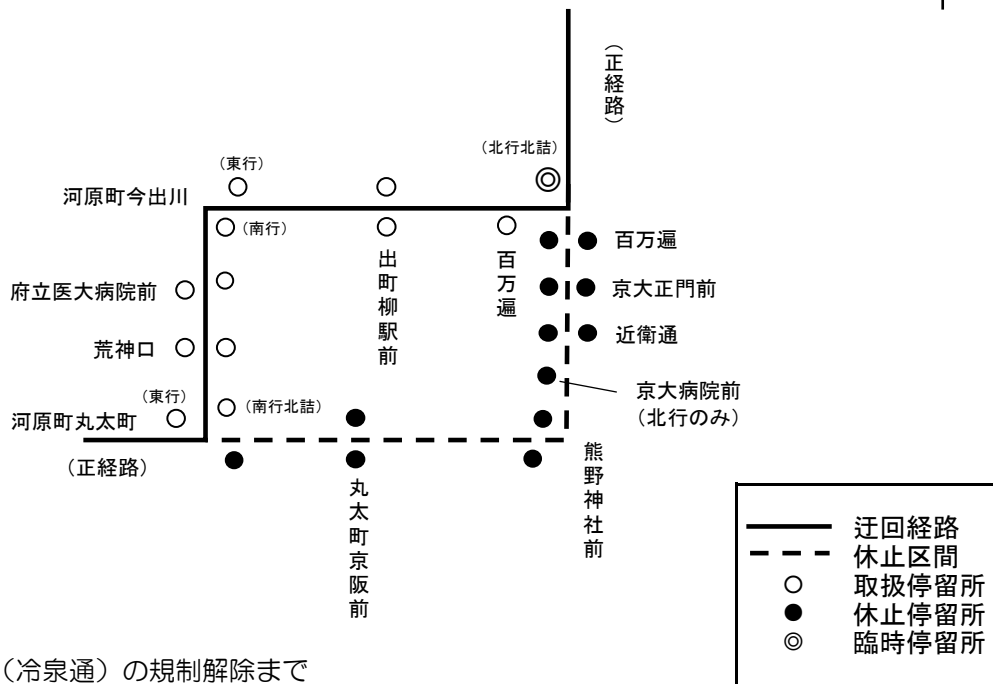 （正経路）
（北行北詰）
（東行）
河原町今出川
（南行）
百万遍
出町柳駅前
百万遍
府立医大病院前
京大正門前
荒神口
近衛通
京大病院前
（北行のみ）
（東行）
（南行北詰）
河原町丸太町
（正経路）
丸太町京阪前
熊野神社前
迂回経路
休止区間
取扱停留所
休止停留所
臨時停留所
（冷泉通）の規制解除まで